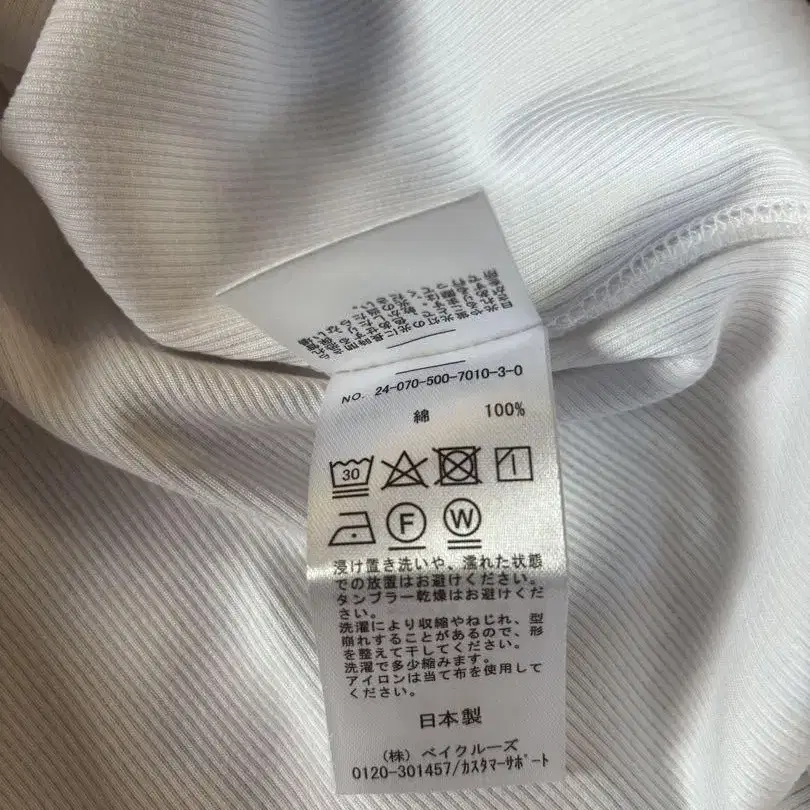 NO. 24-070-500-7010-3-0
綿 100%
30
F W
浸け置き洗いや、濡れた状態
での放置はお避けください。
タンブラー乾燥はお避けくだ
さい。
洗濯により収縮やねじれ、型
崩れすることがあるので、形
を整えて干してください。
洗濯で多少縮みます。
アイロンは当て布を使用して
ください。
日本製
(株) ベイクルーズ
0120-301457/カスタマーサポート